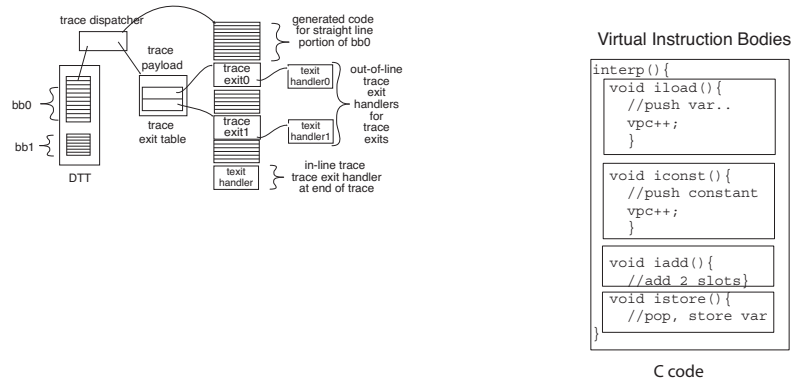 trace dispatcher
generated code
for straight line
portion of bb0
trace
payload
trace
exit0
texit
handler0
out-of-line
trace
exit
handlers
for
trace
exits
bb0
bb1
DTT
trace
exit table
trace
exit1
texit
handler1
texit
handler
in-line trace
trace exit handler
at end of trace
Virtual Instruction Bodies
interp(){
void iload(){
//push var..
vpc++;
}
void iconst(){
//push constant
vpc++;
}
void iadd(){
//add 2 slots}
void istore(){
//pop, store var
}
C code